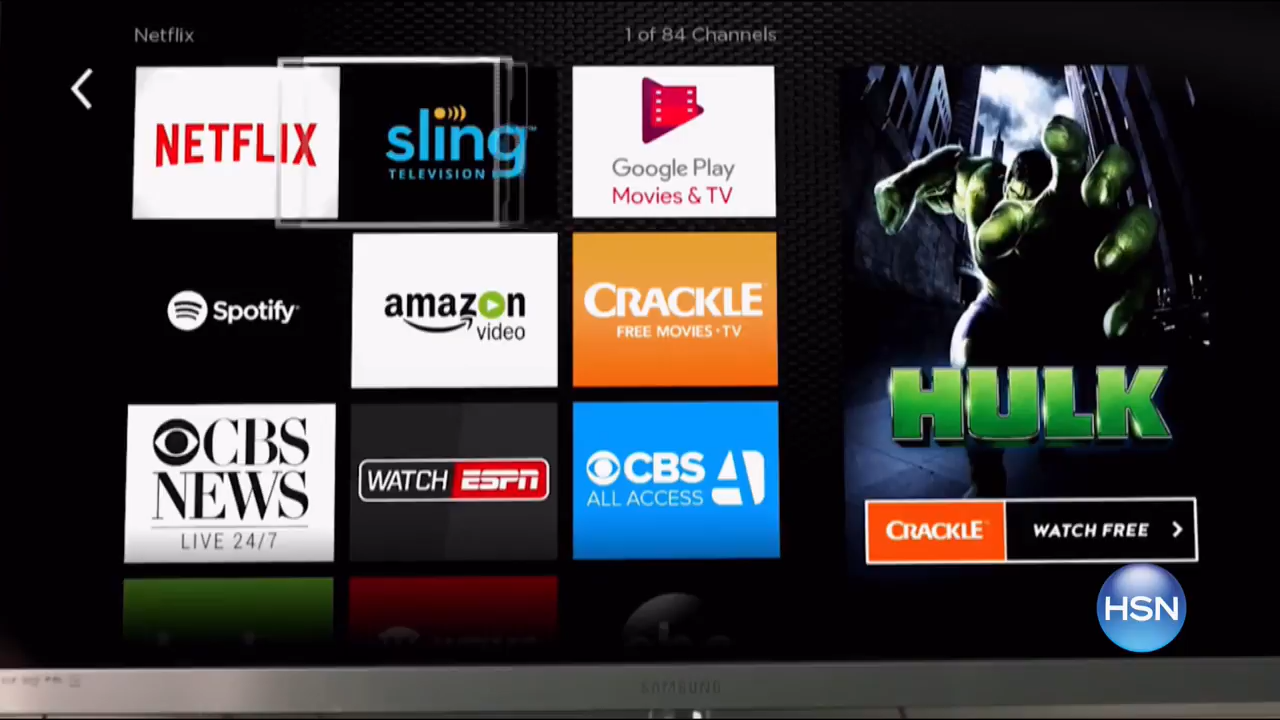 Netflix
1 of 84 Channels
NETFLIX
sling
TELEVISION
Google Play
Movies & TV
Spotify
amazon
video
CRACKLE
FREE MOVIES • TV
CBS
NEWS
LIVE 24/7
WATCH ESPN
CBS
ALL ACCESS
HULK
CRACKLE
WATCH FREE
HSN
SAMSUNG